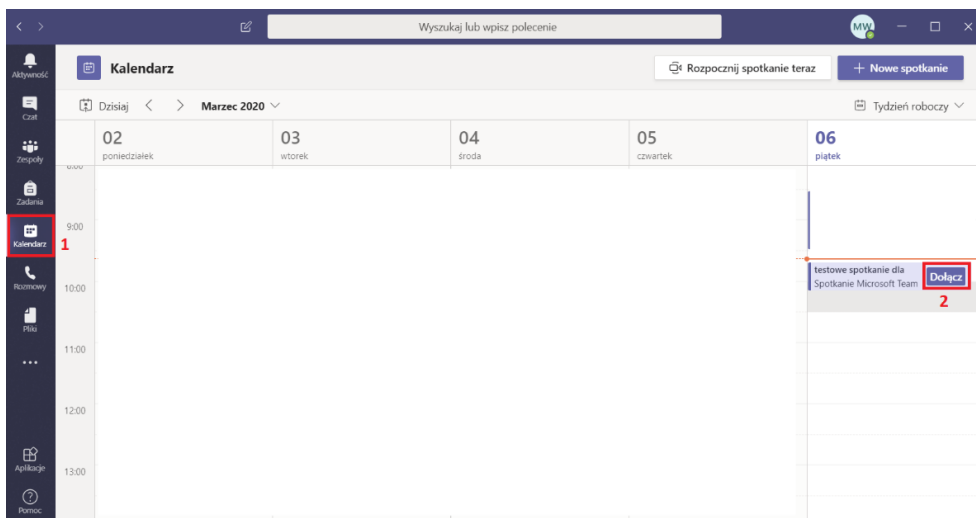 Wyszukaj lub wpisz polecenie
MW
Aktywność
Czat
Zespoły
Zadania
Kalendarz
1
Rozmowy
Pliki
Aplikacje
Pomoc
Kalendarz
Rozpocznij spotkanie teraz
+ Nowe spotkanie
Dzisiaj
Marzec 2020
Tydzień roboczy
02
poniedziałek
03
wtorek
04
środa
05
czwartek
06
piątek
8:00
9:00
10:00
11:00
12:00
13:00
testowe spotkanie dla
Spotkanie Microsoft Team
Dołącz
2